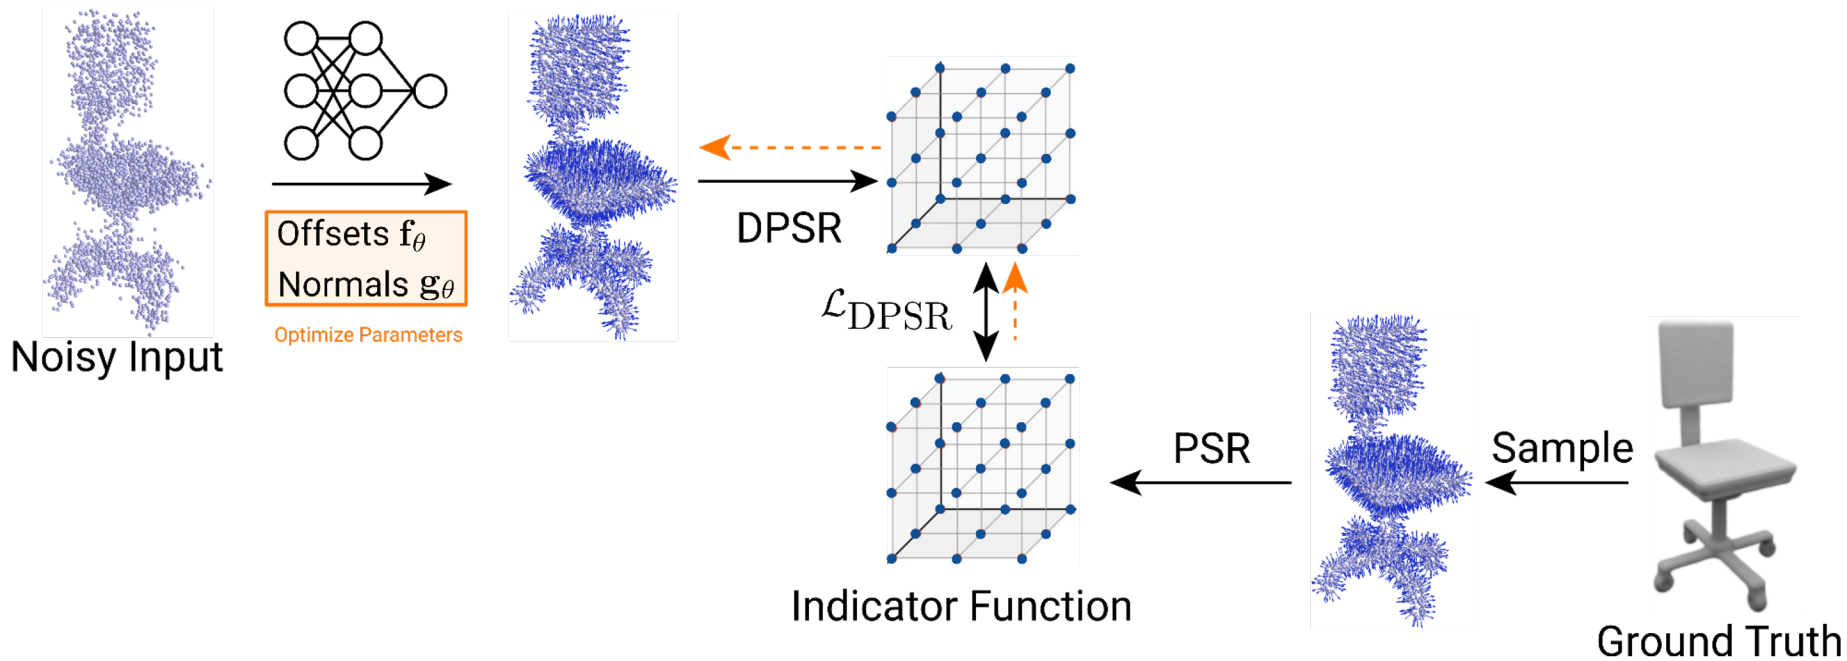 Noisy Input
Offsets f_θ
Normals g_θ
Optimize Parameters
DPSR
ℒ_DPSR
Indicator Function
PSR
Sample
Ground Truth